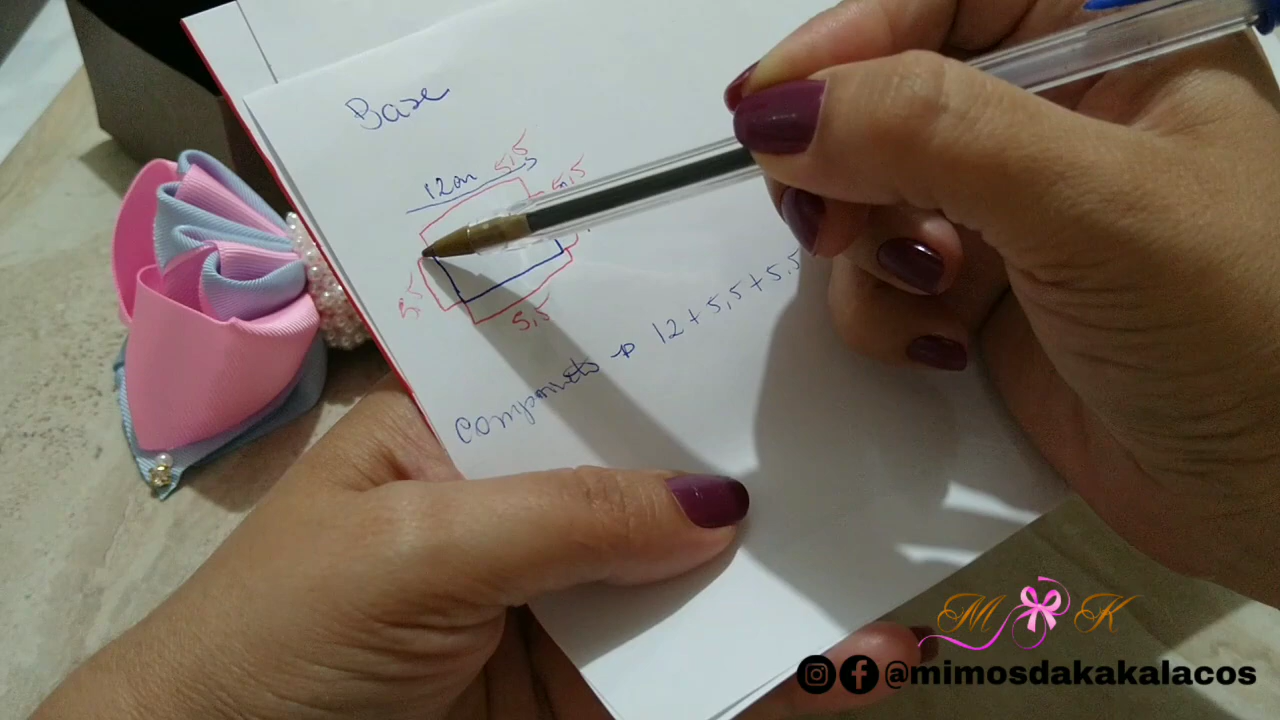 Base
12cm 5,5
5,5
5,5
5,5
Comprimento → 12 + 5,5 + 5,5
M K
@mimosdakakalacos